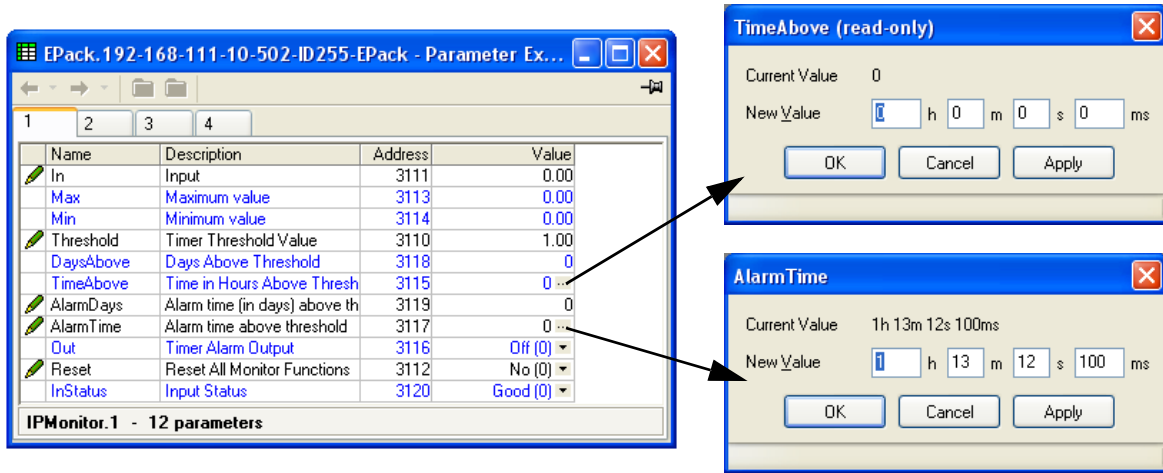 EPack.192-168-111-10-502-ID255-EPack - Parameter Ex...
1 2 3 4
Name Description Address Value
In Input 3111 0.00
Max Maximum value 3113 0.00
Min Minimum value 3114 0.00
Threshold Timer Threshold Value 3110 1.00
DaysAbove Days Above Threshold 3118 0
TimeAbove Time in Hours Above Thresh 3115 0 ...
AlarmDays Alarm time (in days) above th 3119 0
AlarmTime Alarm time above threshold 3117 0 ...
Out Timer Alarm Output 3116 Off (0)
Reset Reset All Monitor Functions 3112 No (0)
InStatus Input Status 3120 Good (0)
IPMonitor.1 - 12 parameters
TimeAbove (read-only)
Current Value 0
New Value 0 h 0 m 0 s 0 ms
OK Cancel Apply
AlarmTime
Current Value 1h 13m 12s 100ms
New Value 1 h 13 m 12 s 100 ms
OK Cancel Apply